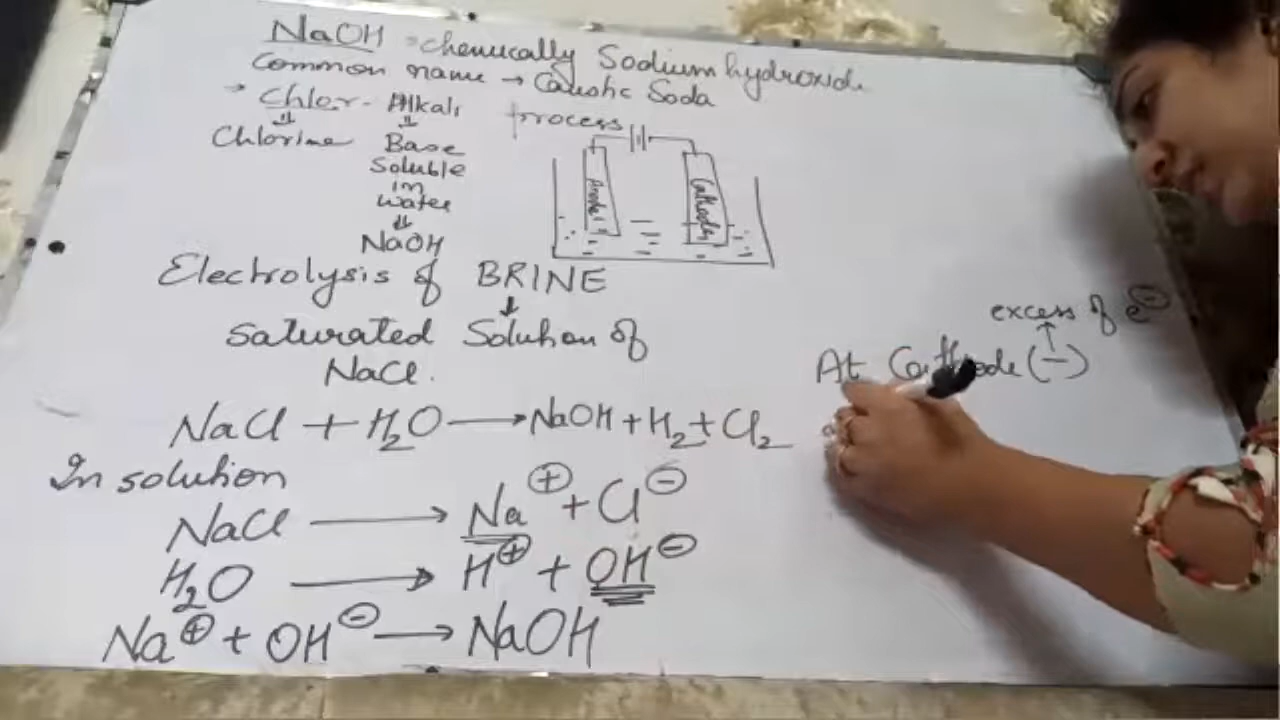 NaOH = chemically Sodium hydroxide
Common name → Caustic Soda
Chlor - Alkali process
⇓ ⇓
Chlorine Base
Soluble
in
water
⇓
NaOH
Anode Cathode
Electrolysis of BRINE
↓
Saturated Solution of
NaCl.
NaCl + H₂O → NaOH + H₂ + Cl₂
In solution
NaCl → Na⊕ + Cl⊖
H₂O → H⊕ + OH⊖
Na⊕ + OH⊖ → NaOH
excess of e⊖
↑
At Cathode (-)